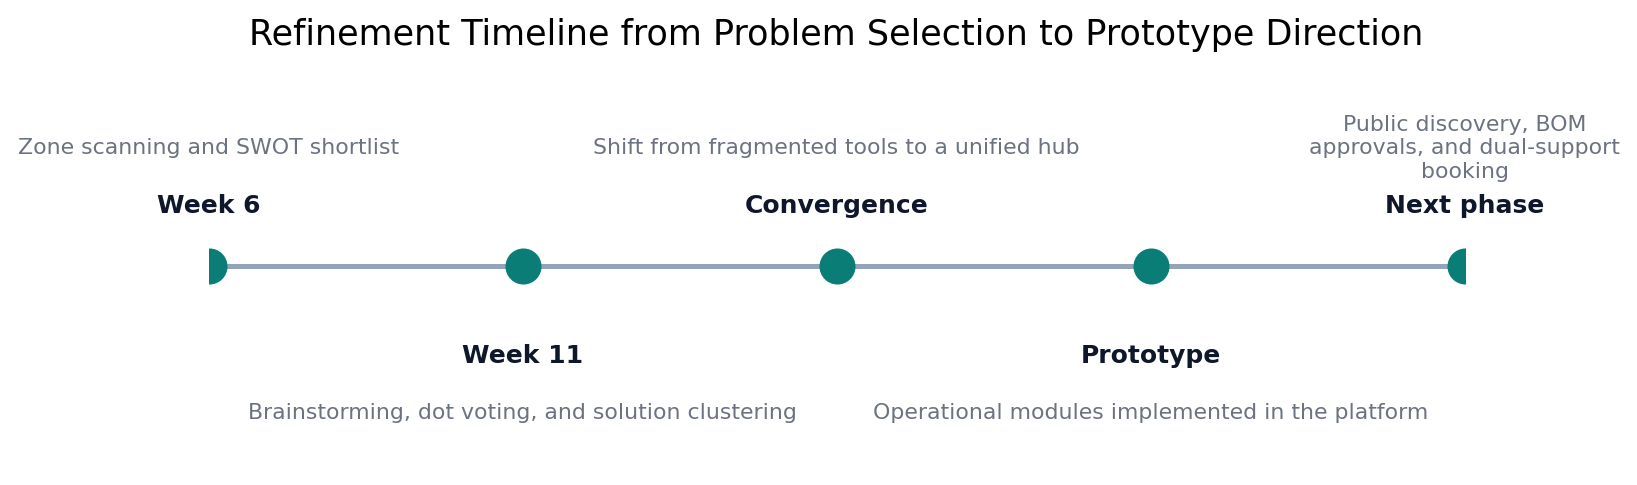 Refinement Timeline from Problem Selection to Prototype Direction
Zone scanning and SWOT shortlist
Week 6
Brainstorming, dot voting, and solution clustering
Week 11
Shift from fragmented tools to a unified hub
Convergence
Prototype
Operational modules implemented in the platform
Public discovery, BOM
approvals, and dual-support
booking
Next phase